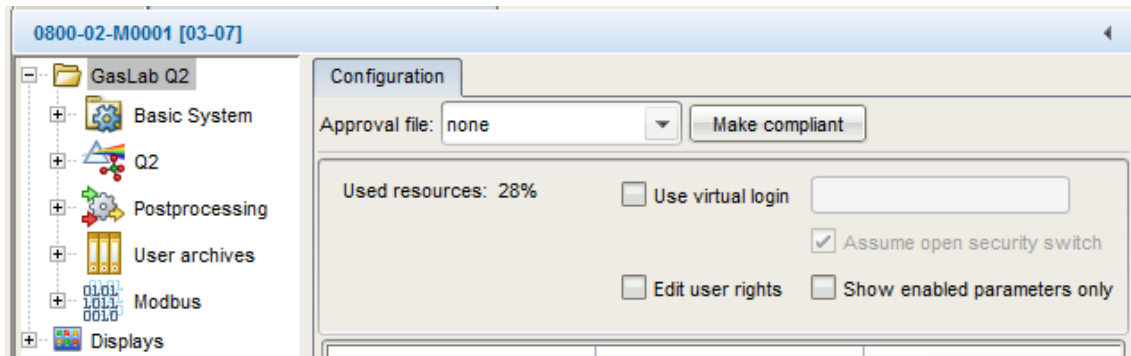 0800-02-M0001 [03-07]
GasLab Q2
Basic System
Q2
Postprocessing
User archives
Modbus
Displays
Configuration
Approval file: none Make compliant
Used resources: 28% Use virtual login
Assume open security switch
Edit user rights Show enabled parameters only